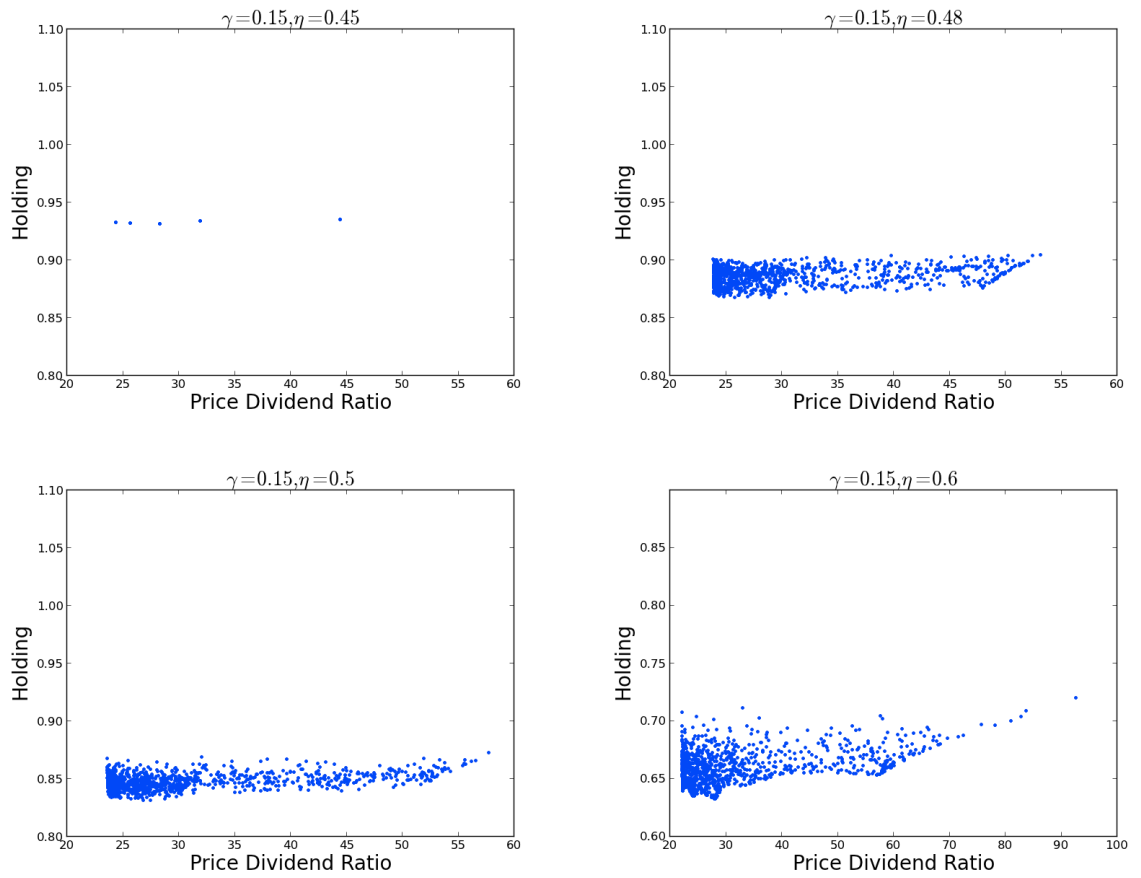 γ=0.15,η=0.45
1.10
1.05
1.00
0.95
0.90
0.85
0.80
Holding
20 25 30 35 40 45 50 55 60
Price Dividend Ratio
γ=0.15,η=0.48
1.10
1.05
1.00
0.95
0.90
0.85
0.80
Holding
20 25 30 35 40 45 50 55 60
Price Dividend Ratio
γ=0.15,η=0.5
1.10
1.05
1.00
0.95
0.90
0.85
0.80
Holding
20 25 30 35 40 45 50 55 60
Price Dividend Ratio
γ=0.15,η=0.6
0.85
0.80
0.75
0.70
0.65
0.60
Holding
20 30 40 50 60 70 80 90 100
Price Dividend Ratio